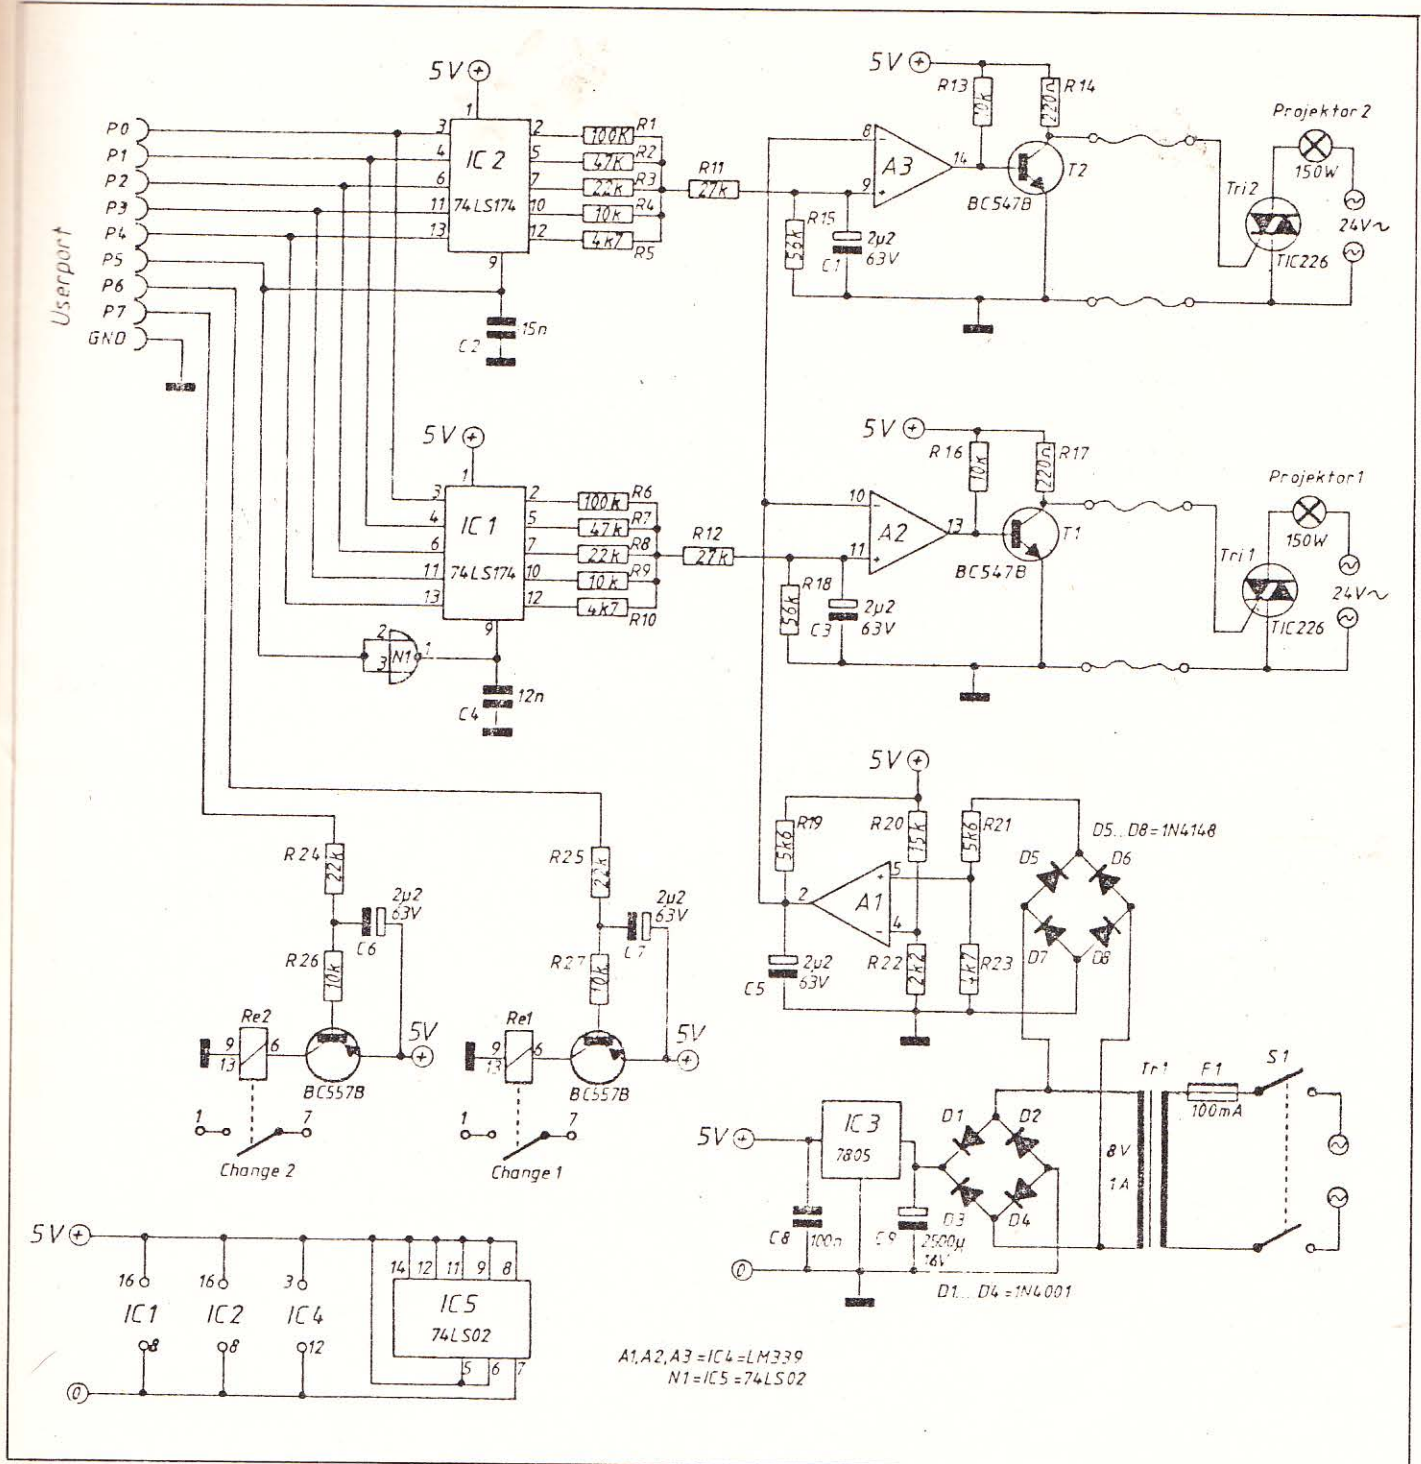 Userport
P0
P1
P2
P3
P4
P5
P6
P7
GND
5V
1
3
4
6
11
13
IC2
74LS174
2
5
7
10
12
9
100K R1
47K R2
22K R3
10K R4
4k7 R5
R11
27k
15n
C2
5V
R13
10k
R14
220Ω
8
9
A3
14
T2
BC547B
R15
56k
C1
2µ2
63V
Projektor2
150W
Tri2
TIC226
24V~
5V
1
3
4
6
11
13
IC1
74LS174
2
5
7
10
12
9
100k R6
47k R7
22k R8
10k R9
4k7 R10
R12
27k
2
3
N1
1
12n
C4
5V
R16
10k
R17
220Ω
10
11
A2
13
T1
BC547B
R18
56k
C3
2µ2
63V
Projektor1
150W
Tri1
TIC226
24V~
5V
R19
5k6
R20
15k
R21
5k6
2
A1
5
4
R22
2k2
R23
4k7
C5
2µ2
63V
D5...D8=1N4148
D5
D6
D7
D8
R24
22k
2µ2
63V
C6
R26
10k
Re2
9
13
6
5V
BC557B
1
7
Change 2
R25
22k
2µ2
63V
C7
R27
10k
Re1
9
13
6
5V
BC557B
1
7
Change 1
5V
IC3
7805
C8
100n
C9
2500µ
16V
0
D1
D2
D3
D4
D1...D4=1N4001
Tr1
8V
1A
F1
100mA
S1
5V
16
IC1
8
16
IC2
8
3
IC4
12
0
14 12 11 9 8
IC5
74LS02
5 6 7
A1,A2,A3=IC4=LM339
N1=IC5=74LS02